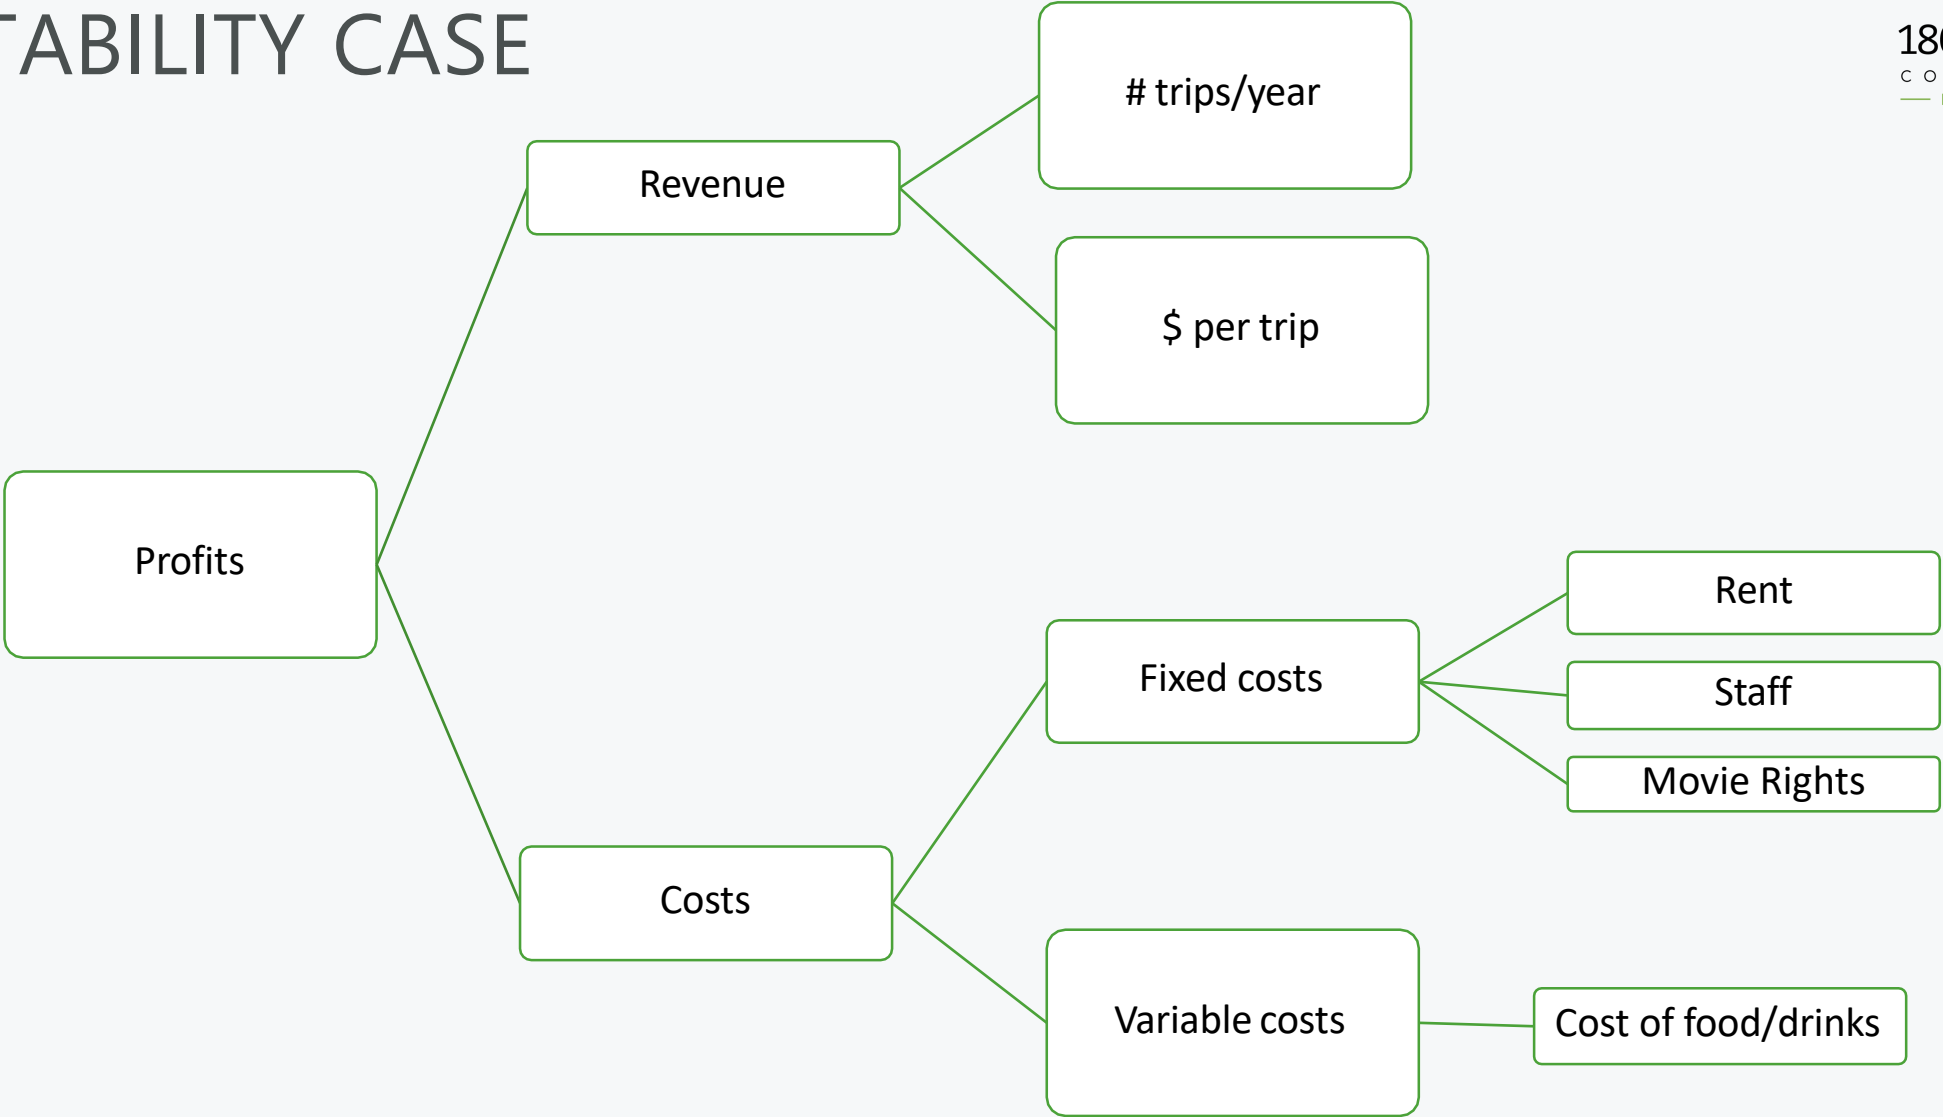 TABILITY CASE
180
C O
# trips/year
Revenue
$ per trip
Profits
Rent
Fixed costs
Staff
Movie Rights
Costs
Variable costs
Cost of food/drinks